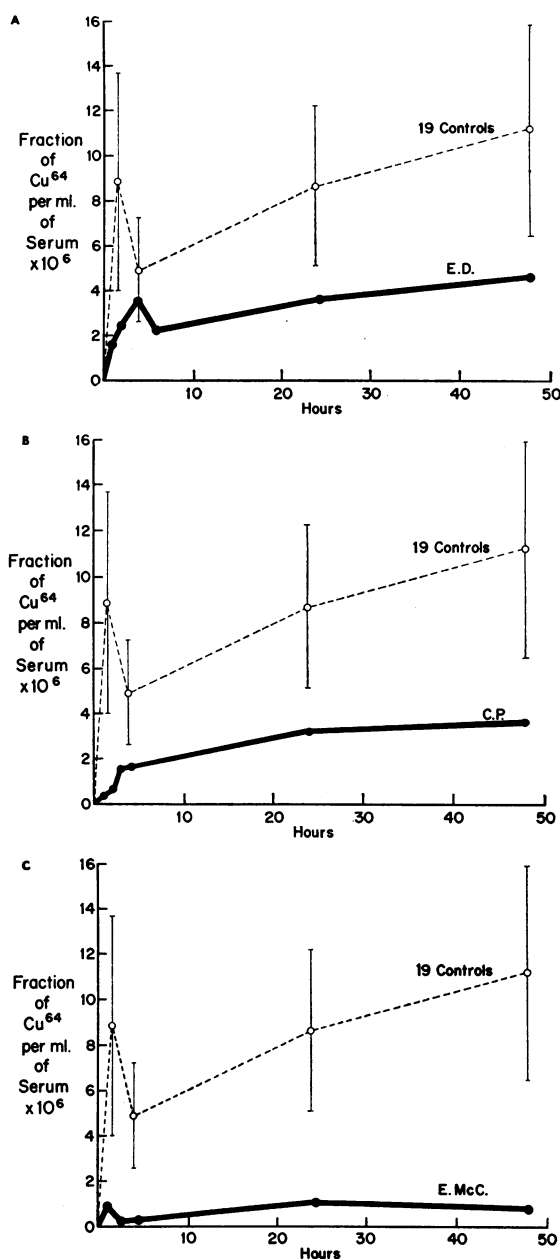 A
16
14
12
10
8
6
4
2
0
Fraction
of
Cu64
per ml.
of
Serum
x10 6
19 Controls
E.D.
10 20 30 40 50
Hours
B
16
14
12
10
8
6
4
2
0
Fraction
of
Cu64
per ml.
of
Serum
x10 6
19 Controls
C.P.
10 20 30 40 50
Hours
C
16
14
12
10
8
6
4
2
0
Fraction
of
Cu64
per ml.
of
Serum
x10 6
19 Controls
E. McC.
10 20 30 40 50
Hours